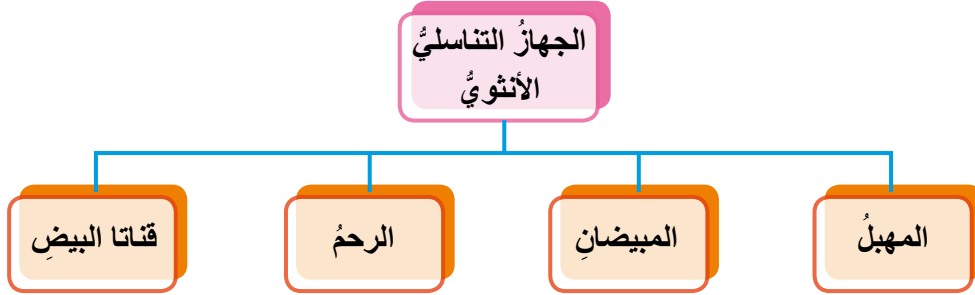 الجهازُ التناسليُّ
الأنثويُّ
المهبلُ
المبيضانِ
الرحمُ
قناتا البيضِ